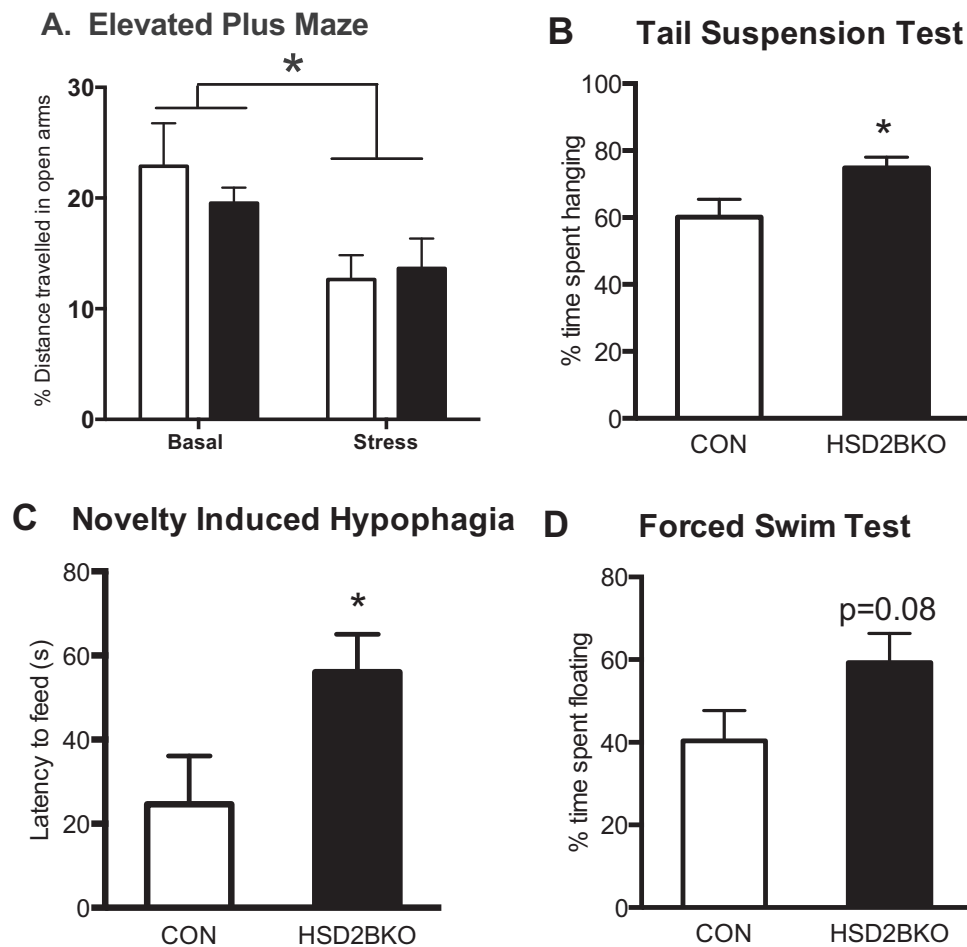 A. Elevated Plus Maze
*
% Distance travelled in open arms
30
20
10
0
Basal
Stress
B Tail Suspension Test
% time spent hanging
100
80
60
40
20
0
*
CON
HSD2BKO
C Novelty Induced Hypophagia
Latency to feed (s)
80
60
40
20
0
*
CON
HSD2BKO
D Forced Swim Test
% time spent floating
80
60
40
20
0
p=0.08
CON
HSD2BKO